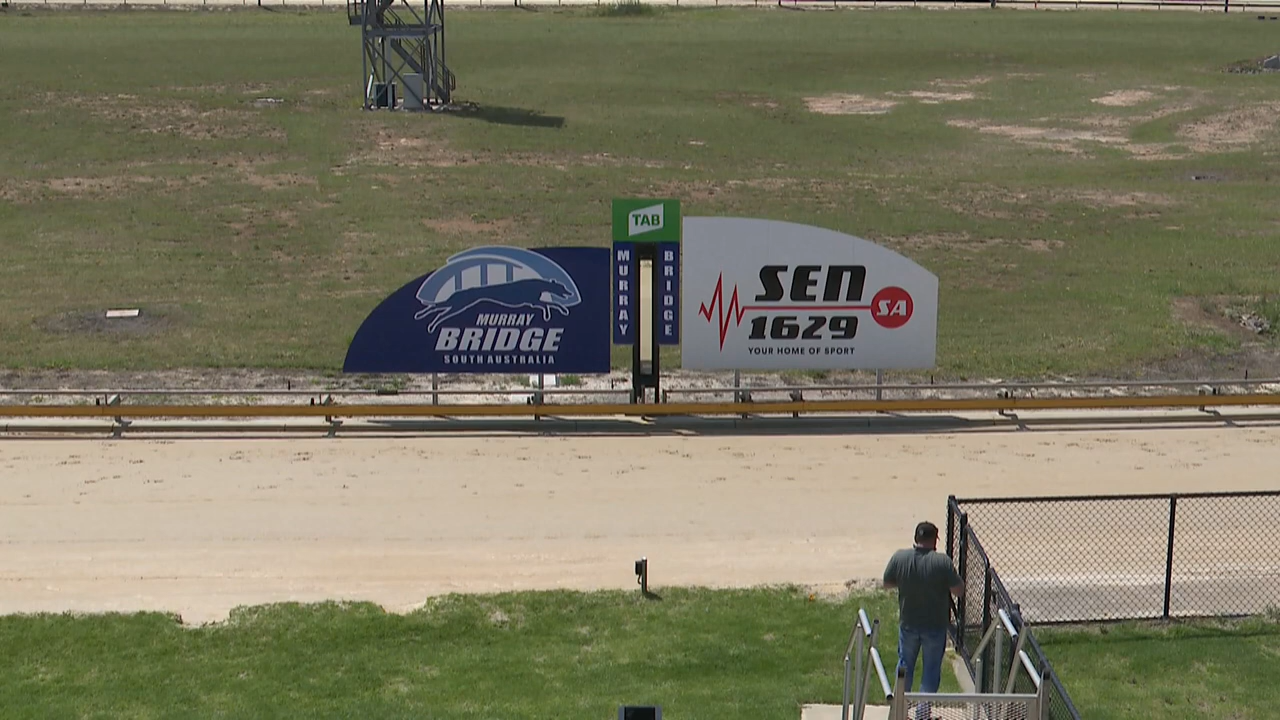 TAB
MURRAY
BRIDGE
MURRAY
BRIDGE
SOUTH AUSTRALIA
SEN
SA
1629
YOUR HOME OF SPORT